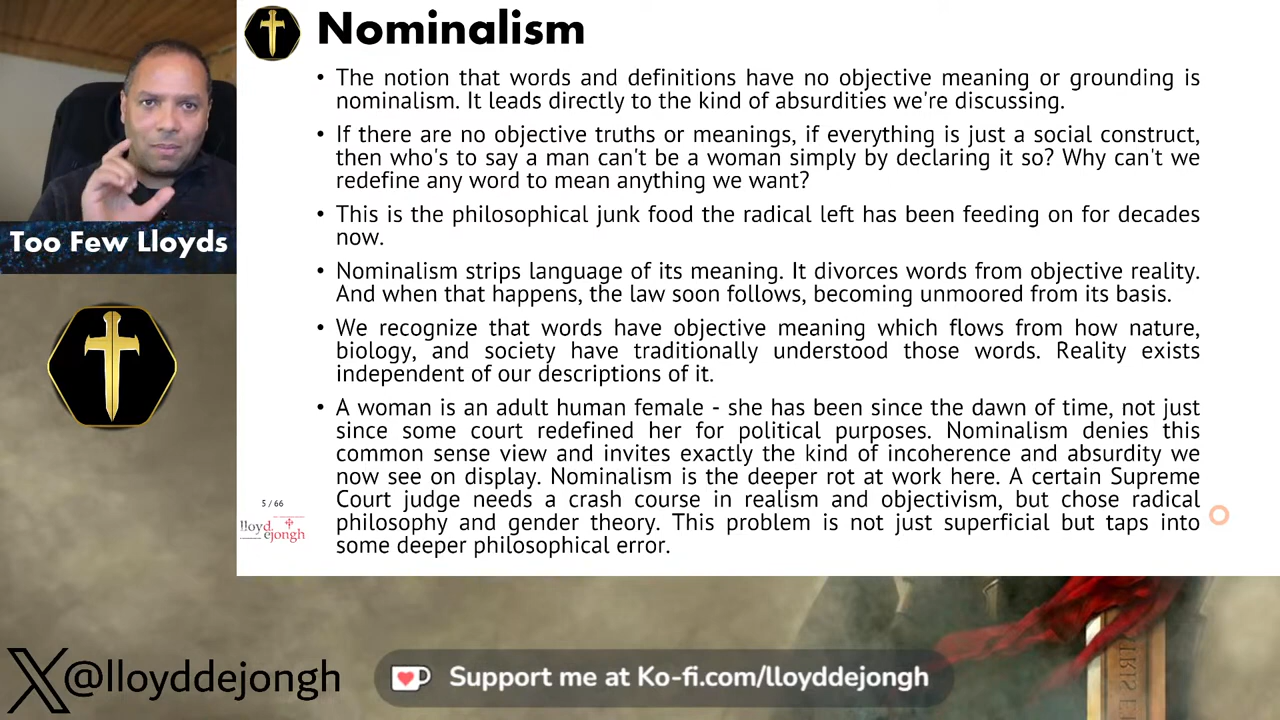 Nominalism
• The notion that words and definitions have no objective meaning or grounding is
nominalism. It leads directly to the kind of absurdities we're discussing.
• If there are no objective truths or meanings, if everything is just a social construct,
then who's to say a man can't be a woman simply by declaring it so? Why can't we
redefine any word to mean anything we want?
• This is the philosophical junk food the radical left has been feeding on for decades
now.
• Nominalism strips language of its meaning. It divorces words from objective reality.
And when that happens, the law soon follows, becoming unmoored from its basis.
• We recognize that words have objective meaning which flows from how nature,
biology, and society have traditionally understood those words. Reality exists
independent of our descriptions of it.
• A woman is an adult human female - she has been since the dawn of time, not just
since some court redefined her for political purposes. Nominalism denies this
common sense view and invites exactly the kind of incoherence and absurdity we
now see on display. Nominalism is the deeper rot at work here. A certain Supreme
Court judge needs a crash course in realism and objectivism, but chose radical
philosophy and gender theory. This problem is not just superficial but taps into
some deeper philosophical error.
Too Few Lloyds
5 / 66
lloyd
ejongh
X@lloyddejongh
Support me at Ko-fi.com/lloyddejongh